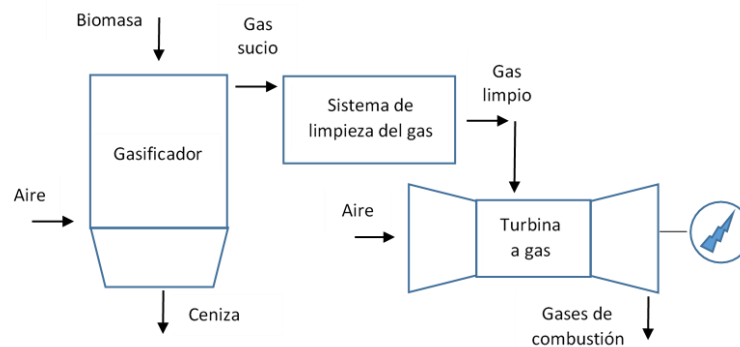 Biomasa
Gas
sucio
Gas
limpio
Sistema de
limpieza del gas
Gasificador
Aire
Aire
Turbina
a gas
Ceniza
Gases de
combustión